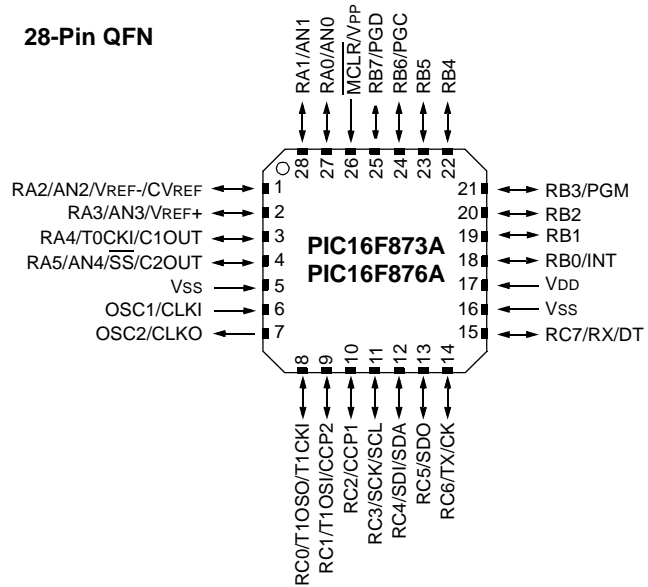 28-Pin QFN
RA1/AN1
RA0/AN0
MCLR/VPP
RB7/PGD
RB6/PGC
RB5
RB4
28
27
26
25
24
23
22
RA2/AN2/VREF-/CVREF
RA3/AN3/VREF+
RA4/T0CKI/C1OUT
RA5/AN4/SS/C2OUT
VSS
OSC1/CLKI
OSC2/CLKO
1
2
3
4
5
6
7
PIC16F873A
PIC16F876A
21
20
19
18
17
16
15
RB3/PGM
RB2
RB1
RB0/INT
VDD
VSS
RC7/RX/DT
8
9
10
11
12
13
14
RC0/T1OSO/T1CKI
RC1/T1OSI/CCP2
RC2/CCP1
RC3/SCK/SCL
RC4/SDI/SDA
RC5/SDO
RC6/TX/CK